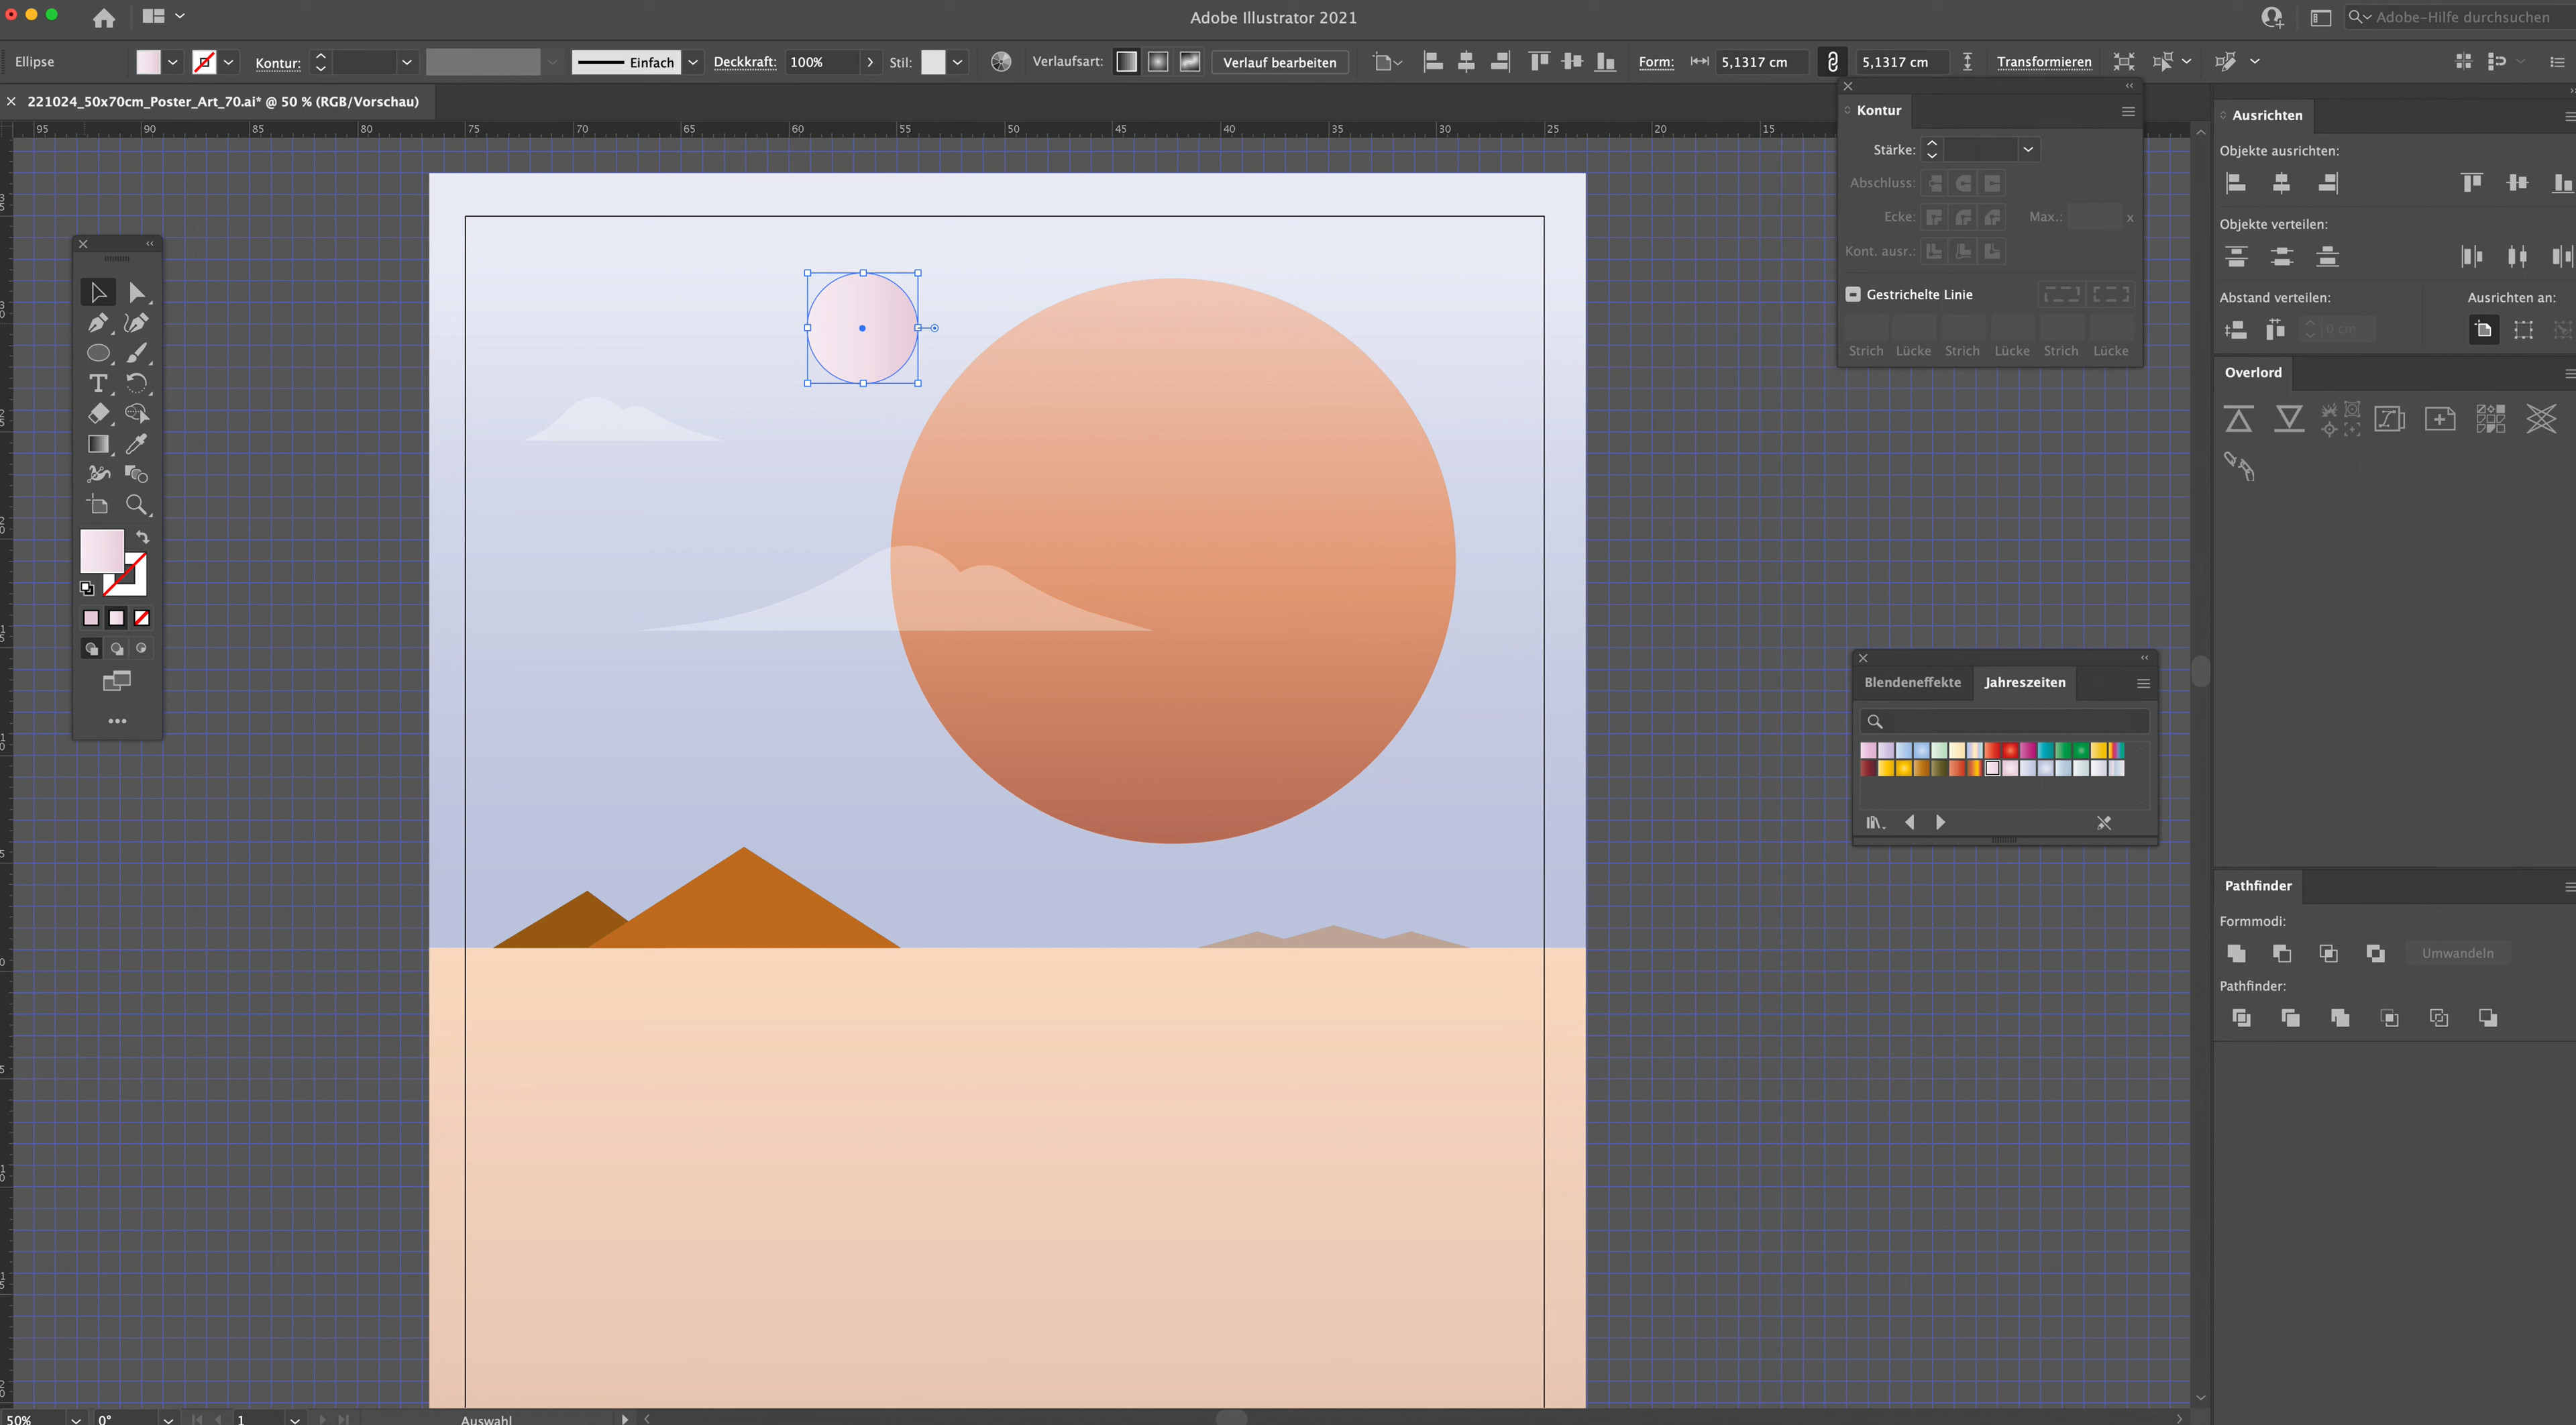 Adobe Illustrator 2021
Adobe-Hilfe durchsuchen
Ellipse
Kontur:
Einfach
Deckkraft: 100%
Stil:
Verlaufsart:
Verlauf bearbeiten
Form: 5,1317 cm 5,1317 cm
Transformieren
221024_50x70cm_Poster_Art_70.ai* @ 50 % (RGB/Vorschau)
95 90 85 80 75 70 65 60 55 50 45 40 35 30 25 20 15
Kontur
Stärke:
Abschluss:
Ecke: Max.: x
Kont. ausr.:
Gestrichelte Linie
Strich Lücke Strich Lücke Strich Lücke
Ausrichten
Objekte ausrichten:
Objekte verteilen:
Abstand verteilen: Ausrichten an:
0 cm
Overlord
Blendeneffekte Jahreszeiten
Pathfinder
Formmodi:
Umwandeln
Pathfinder:
50% 0° 1 Auswahl